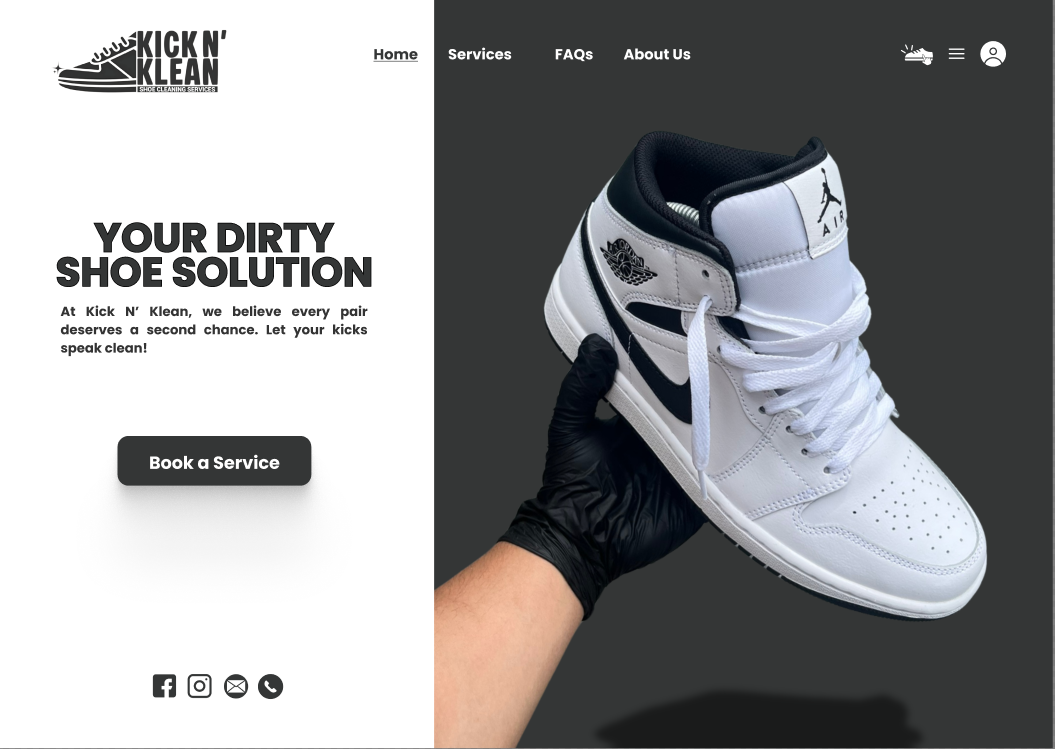 KICK N'
KLEAN
SHOE CLEANING SERVICES
Home Services FAQs About Us
YOUR DIRTY
SHOE SOLUTION
At Kick N’ Klean, we believe every pair
deserves a second chance. Let your kicks
speak clean!
Book a Service
AIR